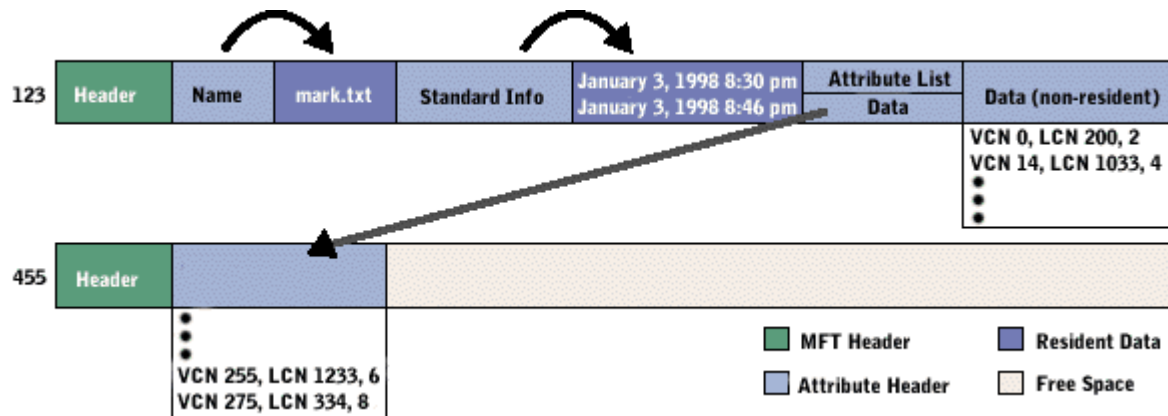 123
Header
Name
mark.txt
Standard Info
January 3, 1998 8:30 pm
January 3, 1998 8:46 pm
Attribute List
Data
Data (non-resident)
VCN 0, LCN 200, 2
VCN 14, LCN 1033, 4
455
Header
VCN 255, LCN 1233, 6
VCN 275, LCN 334, 8
MFT Header
Resident Data
Attribute Header
Free Space